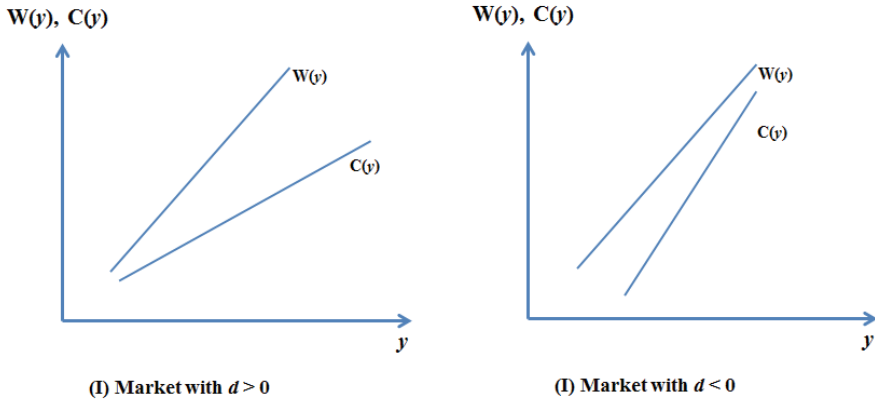 W(y), C(y)
W(y)
C(y)
y
(I) Market with d > 0
W(y), C(y)
W(y)
C(y)
y
(I) Market with d < 0